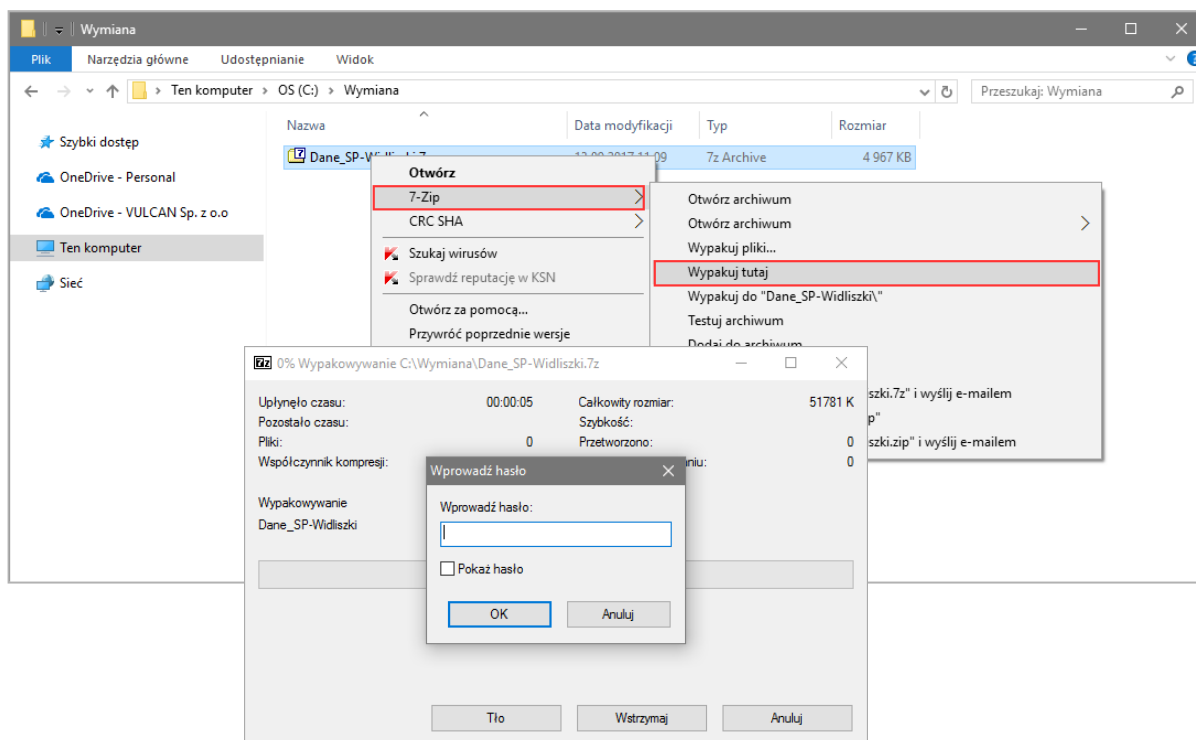 Wymiana
Plik Narzędzia główne Udostępnianie Widok
Ten komputer OS (C:) Wymiana
Przeszukaj: Wymiana
Nazwa Data modyfikacji Typ Rozmiar
Szybki dostęp
OneDrive - Personal
OneDrive - VULCAN Sp. z o.o
Ten komputer
Sieć
7z Archive 4 967 KB
Otwórz
7-Zip
CRC SHA
Szukaj wirusów
Sprawdź reputację w KSN
Otwórz za pomocą...
Przywróć poprzednie wersje
Otwórz archiwum
Otwórz archiwum
Wypakuj pliki...
Wypakuj tutaj
Wypakuj do "Dane_SP-Widliszki\"
Testuj archiwum
Dodaj do archiwum
szki.7z" i wyślij e-mailem
p"
szki.zip" i wyślij e-mailem
0% Wypakowywanie C:\Wymiana\Dane_SP-Widliszki.7z
Upłynęło czasu: 00:00:05 Całkowity rozmiar: 51781 K
Pozostało czasu: Szybkość:
Pliki: 0 Przetworzono: 0
Współczynnik kompresji: niu: 0
Wypakowywanie
Dane_SP-Widliszki
Wprowadź hasło
Wprowadź hasło:
Pokaż hasło
OK Anuluj
Tło Wstrzymaj Anuluj